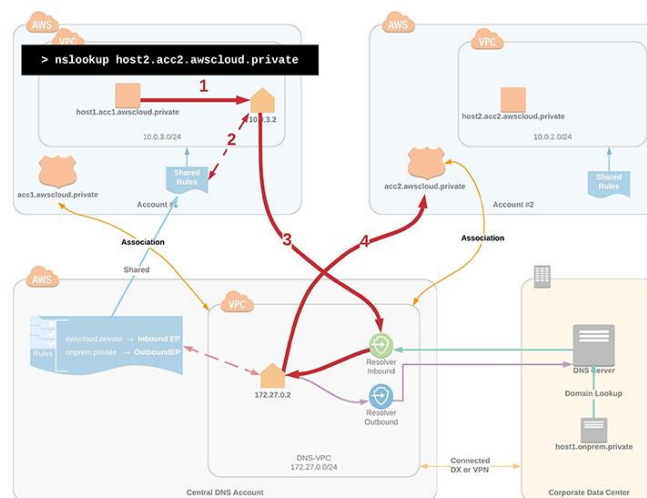 AWS
VPC
> nslookup host2.acc2.awscloud.private
1
host1.acc1.awscloud.private
10.0.3.2
2
10.0.3.0/24
Shared
Rules
acc1.awscloud.private
Account #1
Association
Shared
3
4
AWS
VPC
host2.acc2.awscloud.private
10.0.2.0/24
acc2.awscloud.private
Shared
Rules
Account #2
Association
AWS
VPC
Rules
awscloud.private → Inbound EP
onprem.private → OutboundEP
172.27.0.2
Resolver
Inbound
Resolver
Outbound
DNS-VPC
172.27.0.0/24
Central DNS Account
Connected
DX or VPN
DNS Server
Domain Lookup
host1.onprem.private
Corporate Data Center